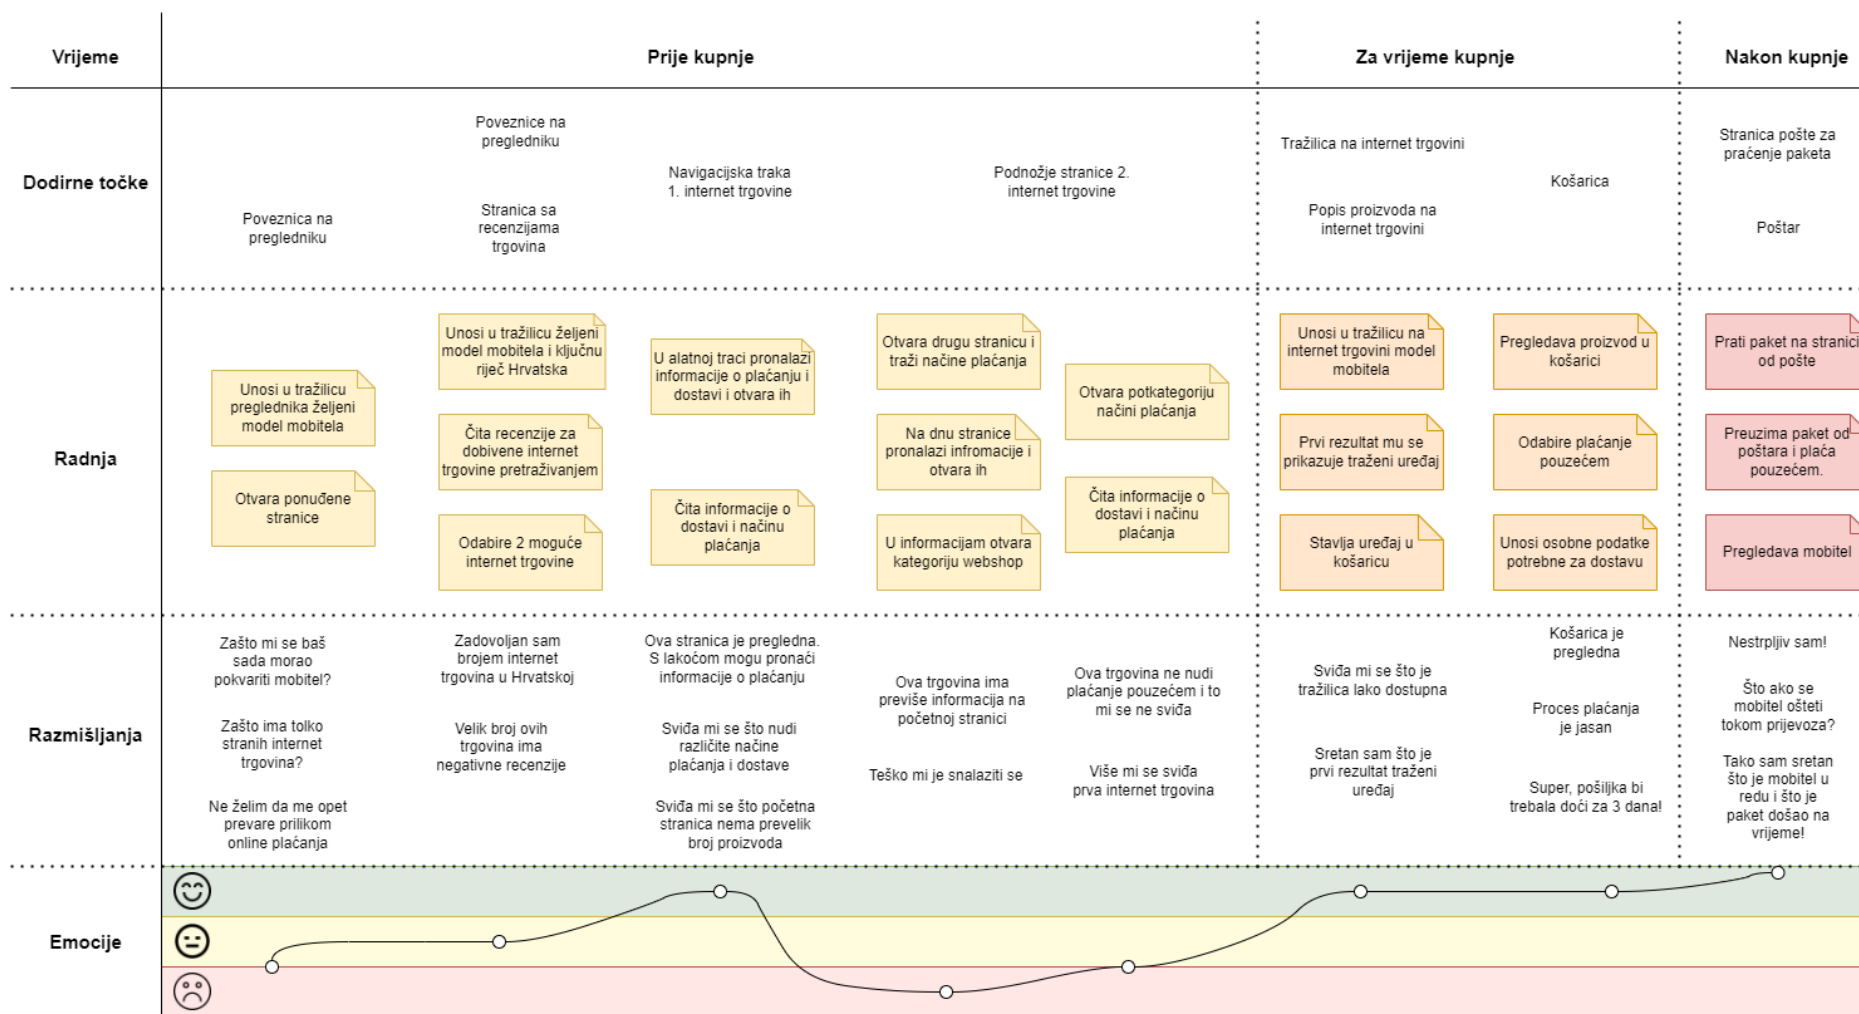 Vrijeme
Prije kupnje
Za vrijeme kupnje
Nakon kupnje
Dodirne točke
Poveznica na
pregledniku
Poveznice na
pregledniku
Stranica sa
recenzijama
trgovina
Navigacijska traka
1. internet trgovine
Podnožje stranice 2.
internet trgovine
Tražilica na internet trgovini
Popis proizvoda na
internet trgovini
Košarica
Stranica pošte za
praćenje paketa
Poštar
Radnja
Unosi u tražilicu
preglednika željeni
model mobitela
Otvara ponuđene
stranice
Unosi u tražilicu željeni
model mobitela i ključnu
riječ Hrvatska
Čita recenzije za
dobivene internet
trgovine pretraživanjem
Odabire 2 moguće
internet trgovine
U alatnoj traci pronalazi
informacije o plaćanju i
dostavi i otvara ih
Čita informacije o
dostavi i načinu
plaćanja
Otvara drugu stranicu i
traži načine plaćanja
Na dnu stranice
pronalazi infromacije i
otvara ih
U informacijam otvara
kategoriju webshop
Otvara potkategoriju
načini plaćanja
Čita informacije o
dostavi i načinu
plaćanja
Unosi u tražilicu na
internet trgovini model
mobitela
Prvi rezultat mu se
prikazuje traženi uređaj
Stavlja uređaj u
košaricu
Pregledava proizvod u
košarici
Odabire plaćanje
pouzećem
Unosi osobne podatke
potrebne za dostavu
Prati paket na stranici
od pošte
Preuzima paket od
poštara i plaća
pouzećem.
Pregledava mobitel
Razmišljanja
Zašto mi se baš
sada morao
pokvariti mobitel?
Zašto ima tolko
stranih internet
trgovina?
Ne želim da me opet
prevare prilikom
online plaćanja
Zadovoljan sam
brojem internet
trgovina u Hrvatskoj
Velik broj ovih
trgovina ima
negativne recenzije
Ova stranica je pregledna.
S lakoćom mogu pronaći
informacije o plaćanju
Sviđa mi se što nudi
različite načine
plaćanja i dostave
Sviđa mi se što početna
stranica nema prevelik
broj proizvoda
Ova trgovina ima
previše informacija na
početnoj stranici
Teško mi je snalaziti se
Ova trgovina ne nudi
plaćanje pouzećem i to
mi se ne sviđa
Više mi se sviđa
prva internet trgovina
Sviđa mi se što je
tražilica lako dostupna
Sretan sam što je
prvi rezultat traženi
uređaj
Košarica je
pregledna
Proces plaćanja
je jasan
Super, pošiljka bi
trebala doći za 3 dana!
Nestrpljiv sam!
Što ako se
mobitel ošteti
tokom prijevoza?
Tako sam sretan
što je mobitel u
redu i što je
paket došao na
vrijeme!
Emocije